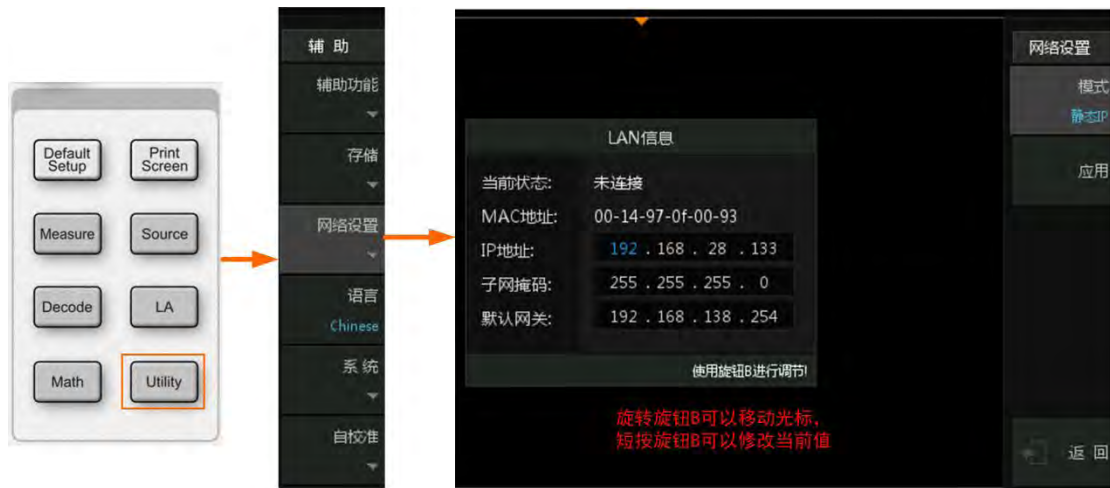 Default
Setup
Print
Screen
Measure
Source
Decode
LA
Math
Utility
辅 助
辅助功能
存储
网络设置
语言
Chinese
系 统
自校准
LAN信息
当前状态: 未连接
MAC地址: 00-14-97-0f-00-93
IP地址: 192 . 168 . 28 . 133
子网掩码: 255 . 255 . 255 . 0
默认网关: 192 . 168 . 138 . 254
使用旋钮B进行调节!
旋转旋钮B可以移动光标，
短按旋钮B可以修改当前值
网络设置
模式
静态IP
应用
返 回